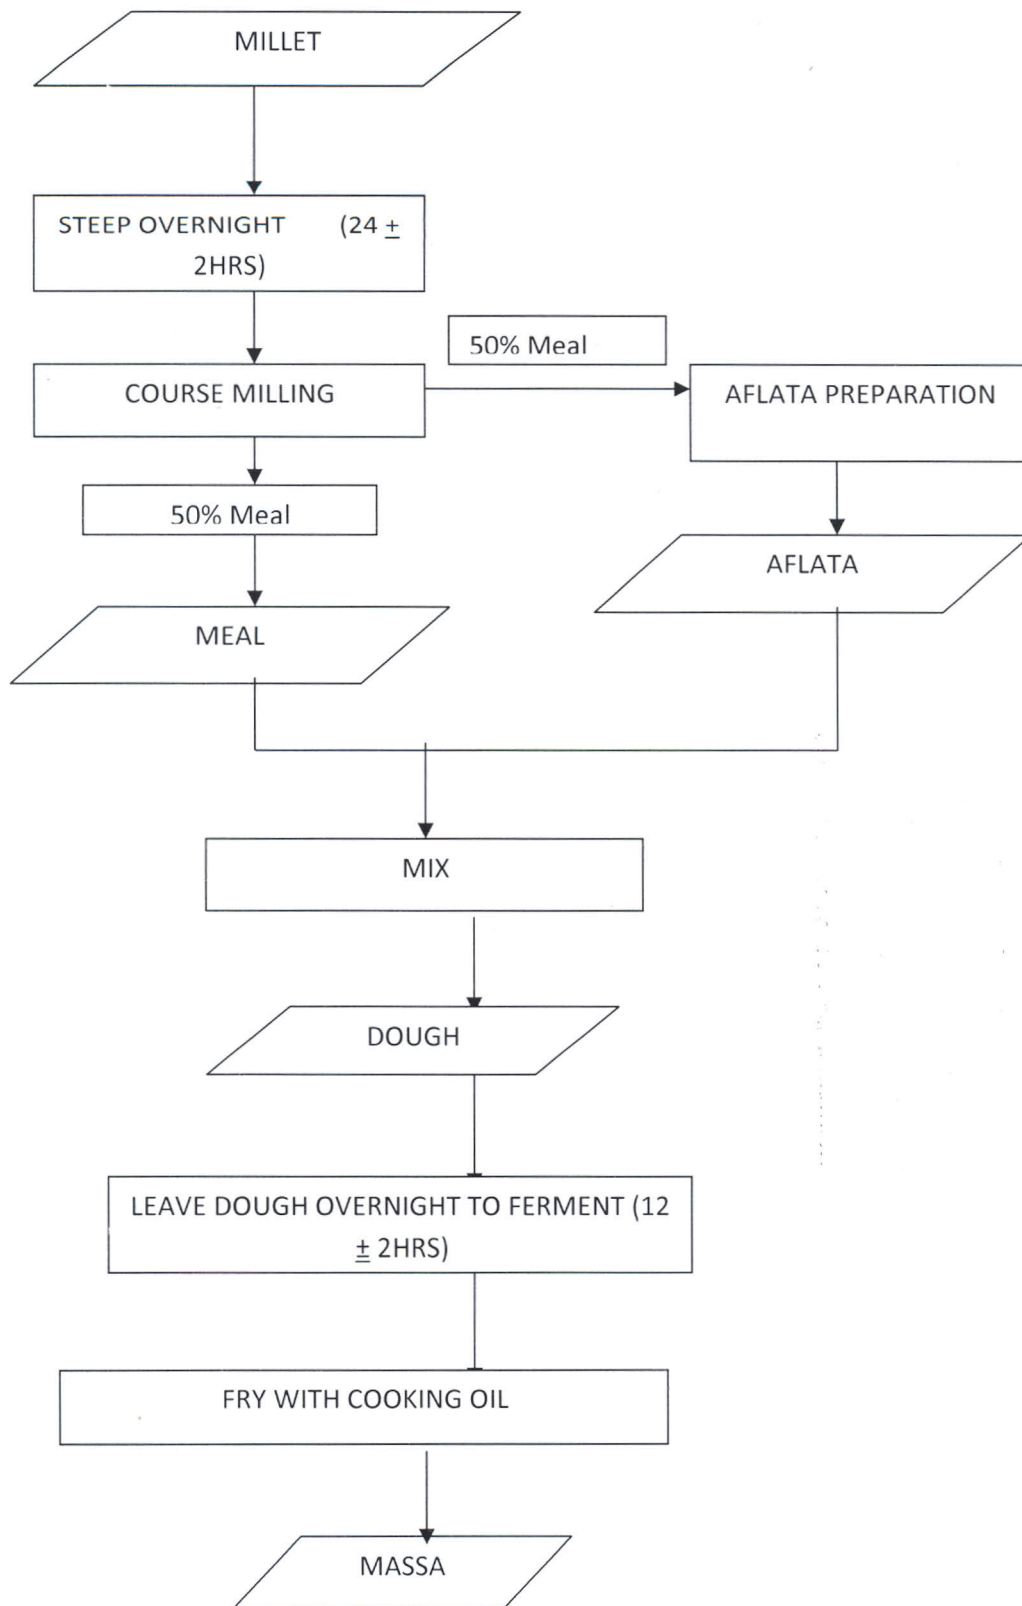 MILLET
STEEP OVERNIGHT (24 ±
2HRS)
50% Meal
COURSE MILLING
AFLATA PREPARATION
50% Meal
AFLATA
MEAL
MIX
DOUGH
LEAVE DOUGH OVERNIGHT TO FERMENT (12
± 2HRS)
FRY WITH COOKING OIL
MASSA